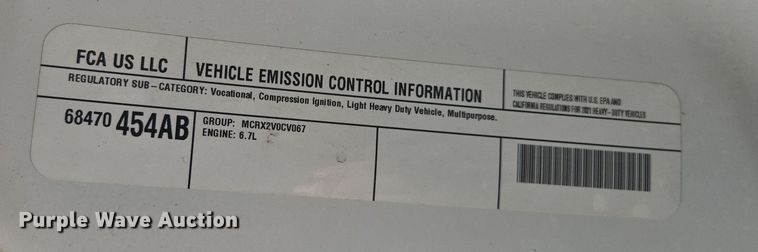 FCA US LLC
VEHICLE EMISSION CONTROL INFORMATION
THIS VEHICLE COMPLIES WITH U.S. EPA AND
CALIFORNIA REGULATIONS FOR 2021 HEAVY-DUTY VEHICLES
REGULATORY SUB-CATEGORY: Vocational, Compression Ignition, Light Heavy Duty Vehicle, Multipurpose.
68470 454AB
GROUP: MCRX2VOCV067
ENGINE: 6.7L
Purple Wave Auction